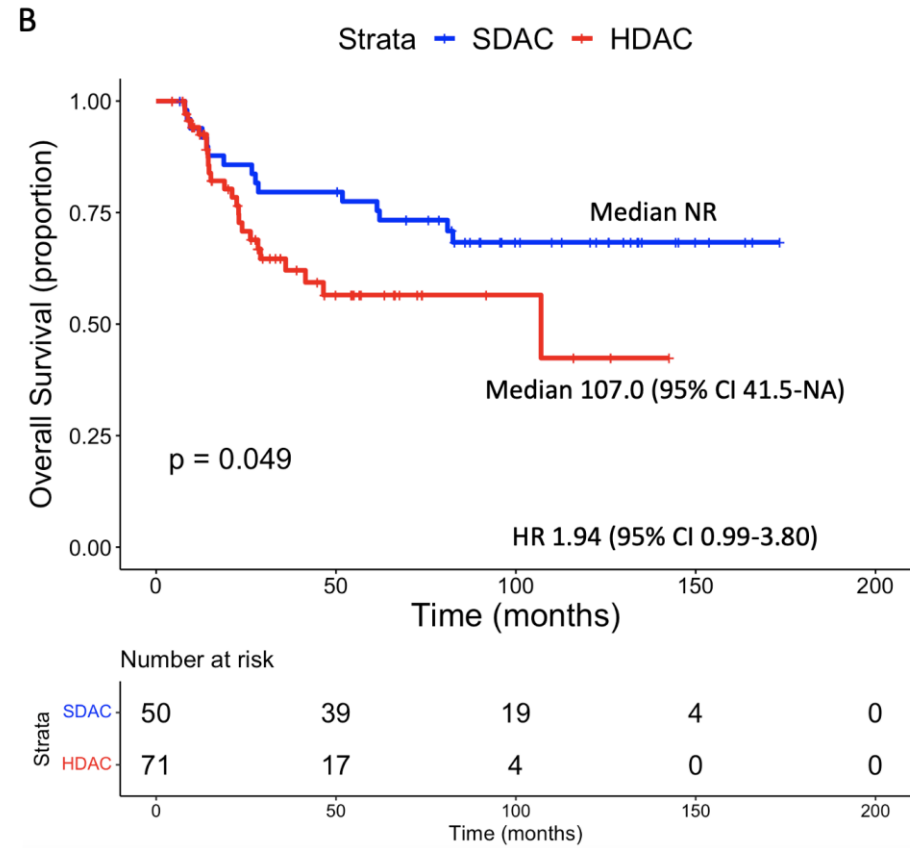 B
Strata SDAC HDAC
Overall Survival (proportion)
1.00
0.75
0.50
0.25
0.00
Median NR
Median 107.0 (95% CI 41.5-NA)
p = 0.049
HR 1.94 (95% CI 0.99-3.80)
0 50 100 150 200
Time (months)
Number at risk
Strata
SDAC 50 39 19 4 0
HDAC 71 17 4 0 0
0 50 100 150 200
Time (months)